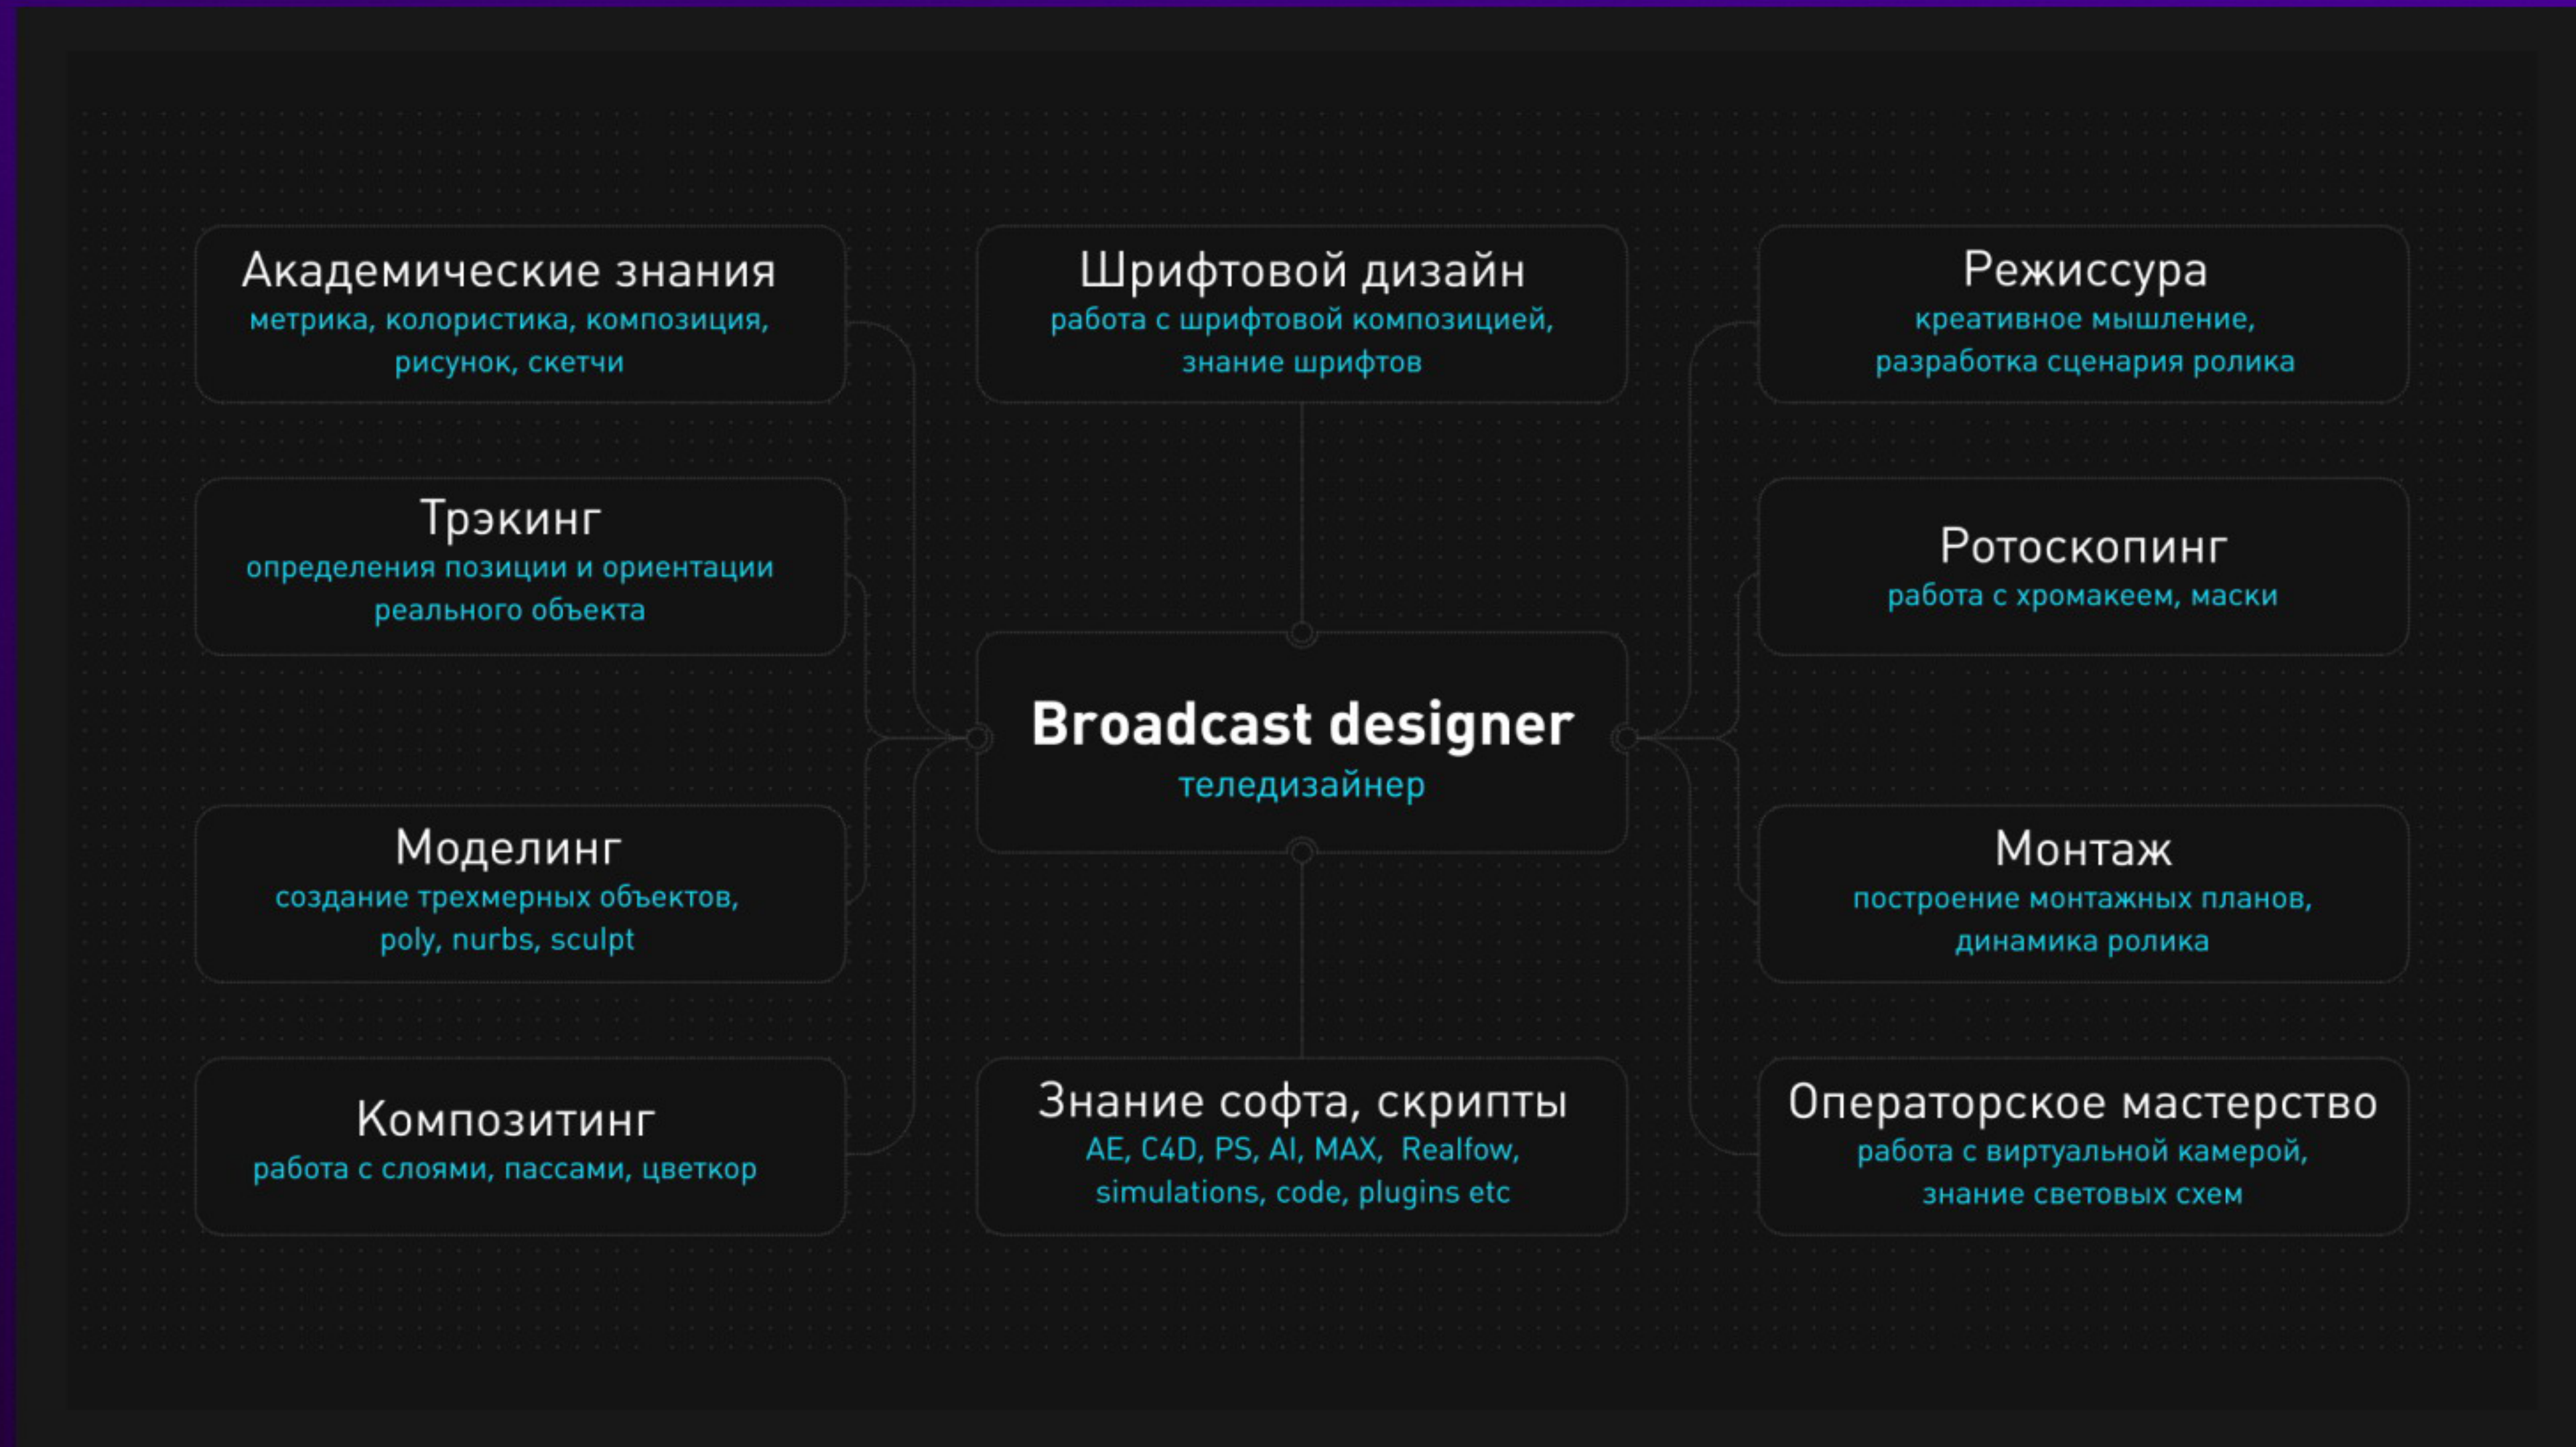 Академические знания
метрика, колористика, композиция,
рисунок, скетчи
Шрифтовой дизайн
работа с шрифтовой композицией,
знание шрифтов
Режиссура
креативное мышление,
разработка сценария ролика
Трэкинг
определения позиции и ориентации
реального объекта
Ротоскопинг
работа с хромакеем, маски
Broadcast designer
теледизайнер
Моделинг
создание трехмерных объектов,
poly, nurbs, sculpt
Монтаж
построение монтажных планов,
динамика ролика
Композитинг
работа с слоями, пассами, цветкор
Знание софта, скрипты
AE, C4D, PS, AI, MAX, Realfow,
simulations, code, plugins etc
Операторское мастерство
работа с виртуальной камерой,
знание световых схем